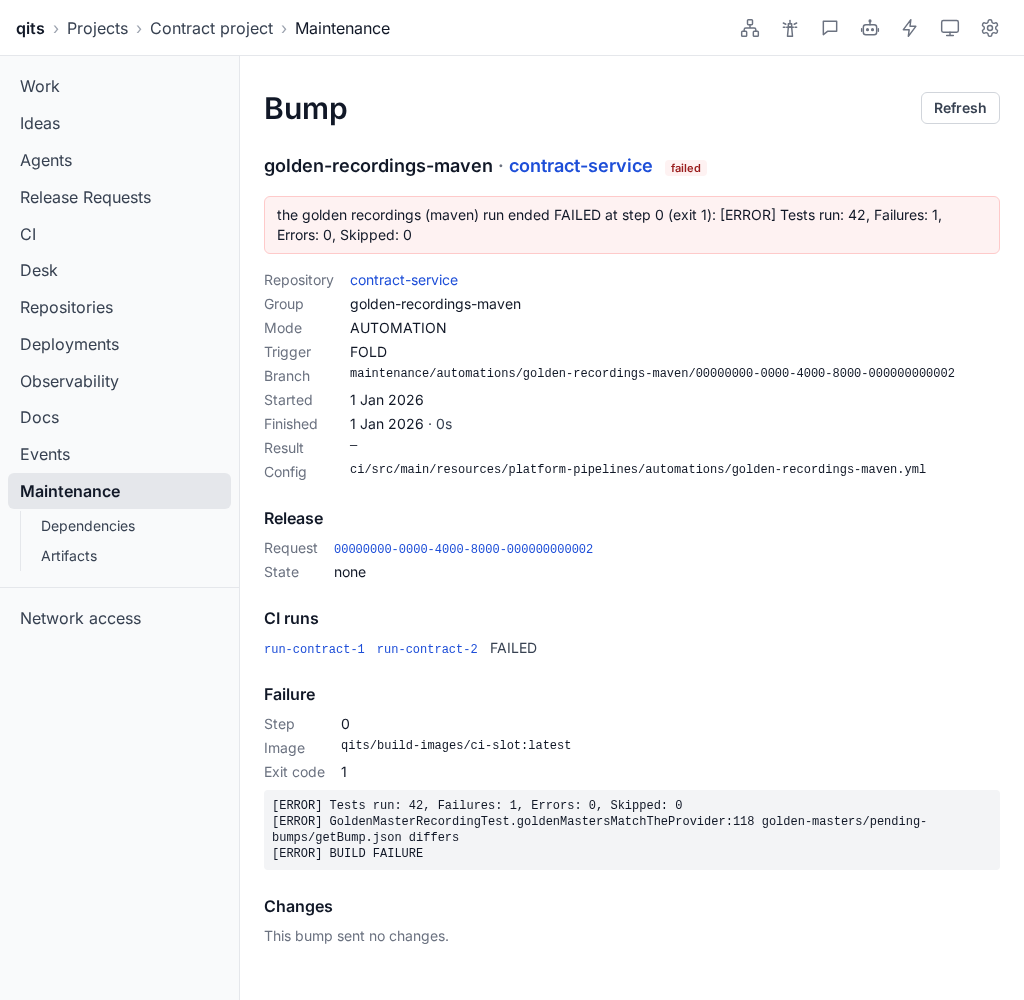 qits › Projects › Contract project › Maintenance
Work
Ideas
Agents
Release Requests
CI
Desk
Repositories
Deployments
Observability
Docs
Events
Maintenance
Dependencies
Artifacts
Network access
Bump
Refresh
golden-recordings-maven · contract-service failed
the golden recordings (maven) run ended FAILED at step 0 (exit 1): [ERROR] Tests run: 42, Failures: 1,
Errors: 0, Skipped: 0
Repository contract-service
Group golden-recordings-maven
Mode AUTOMATION
Trigger FOLD
Branch maintenance/automations/golden-recordings-maven/00000000-0000-4000-8000-000000000002
Started 1 Jan 2026
Finished 1 Jan 2026 · 0s
Result —
Config ci/src/main/resources/platform-pipelines/automations/golden-recordings-maven.yml
Release
Request 00000000-0000-4000-8000-000000000002
State none
CI runs
run-contract-1 run-contract-2 FAILED
Failure
Step 0
Image qits/build-images/ci-slot:latest
Exit code 1
[ERROR] Tests run: 42, Failures: 1, Errors: 0, Skipped: 0
[ERROR] GoldenMasterRecordingTest.goldenMastersMatchTheProvider:118 golden-masters/pending-
bumps/getBump.json differs
[ERROR] BUILD FAILURE
Changes
This bump sent no changes.